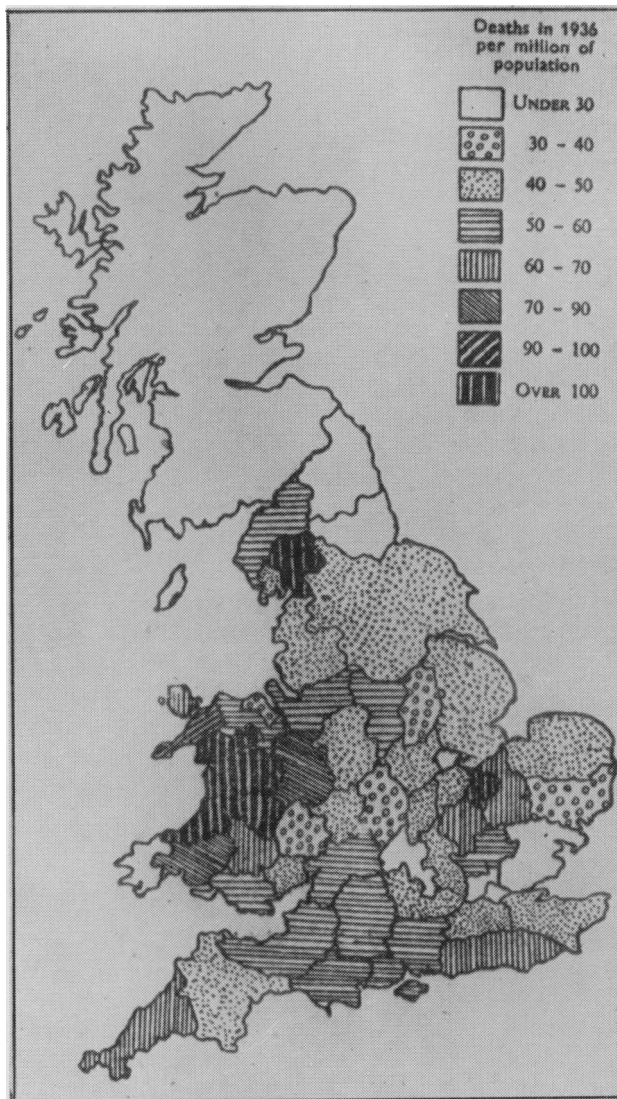 Deaths in 1936
per million of
population
UNDER 30
30 - 40
40 - 50
50 - 60
60 - 70
70 - 90
90 - 100
OVER 100